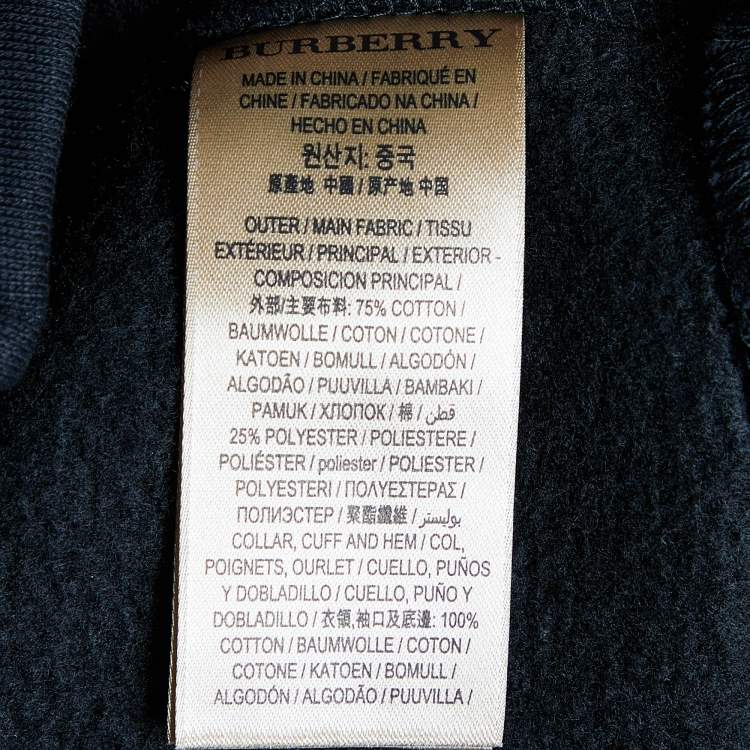 BURBERRY
MADE IN CHINA / FABRIQUÉ EN
CHINE / FABRICADO NA CHINA /
HECHO EN CHINA
원산지: 중국
原產地 中國 / 原产地 中国
OUTER / MAIN FABRIC / TISSU
EXTÉRIEUR / PRINCIPAL / EXTERIOR -
COMPOSICION PRINCIPAL /
外部/主要布料: 75% COTTON /
BAUMWOLLE / COTON / COTONE /
KATOEN / BOMULL / ALGODÓN /
ALGODÃO / PUUVILLA / BAMBAKI /
PAMUK / ХЛОПОК / 棉 / قطن
25% POLYESTER / POLIESTERE /
POLIÉSTER / poliester / POLYESTER /
POLYESTERI / ΠΟΛΥΕΣΤΕΡΑΣ /
ПОЛИЭСТЕР / 聚酯纖維 / بوليستر
COLLAR, CUFF AND HEM / COL,
POIGNETS, OURLET / CUELLO, PUÑOS
Y DOBLADILLO / CUELLO, PUÑO Y
DOBLADILLO / 衣領,袖口及底邊: 100%
COTTON / BAUMWOLLE / COTON /
COTONE / KATOEN / BOMULL /
ALGODÓN / ALGODÃO / PUUVILLA /